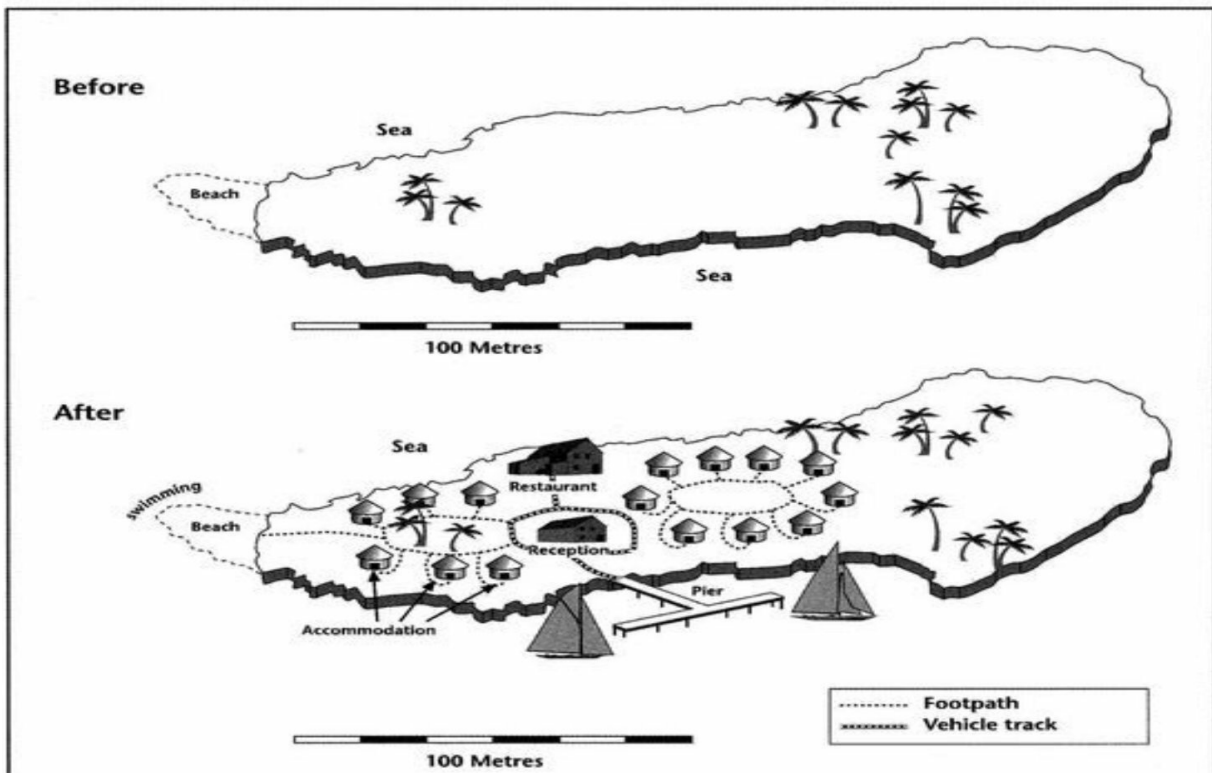 Before
Sea
Beach
Sea
100 Metres
After
Sea
Swimming
Restaurant
Beach
Reception
Pier
Accommodation
Footpath
Vehicle track
100 Metres